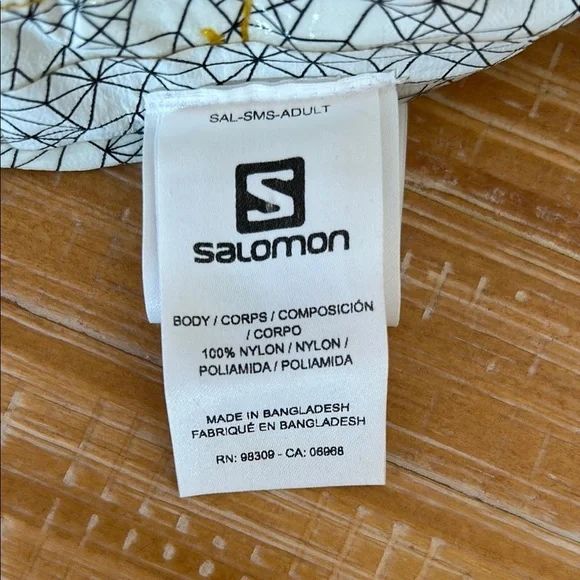 SAL-SMS-ADULT
S
SALOMON
BODY / CORPS / COMPOSICIÓN
/ CORPO
100% NYLON / NYLON /
POLIAMIDA / POLIAMIDA
MADE IN BANGLADESH
FABRIQUÉ EN BANGLADESH
RN: 98309 - CA: 06968